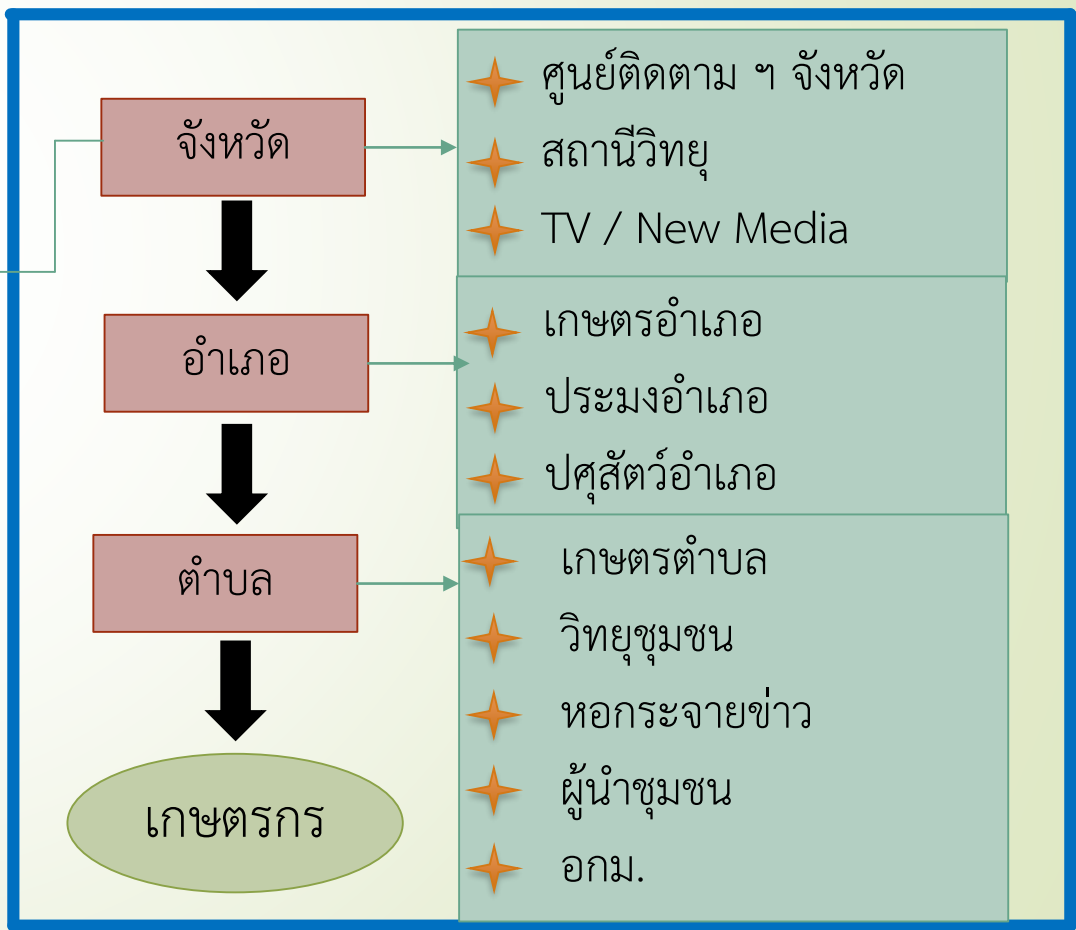 จังหวัด
ศูนย์ติดตาม ฯ จังหวัด
สถานีวิทยุ
TV / New Media
อำเภอ
เกษตรอำเภอ
ประมงอำเภอ
ปศุสัตว์อำเภอ
ตำบล
เกษตรตำบล
วิทยุชุมชน
หอกระจายข่าว
ผู้นำชุมชน
อกม.
เกษตรกร